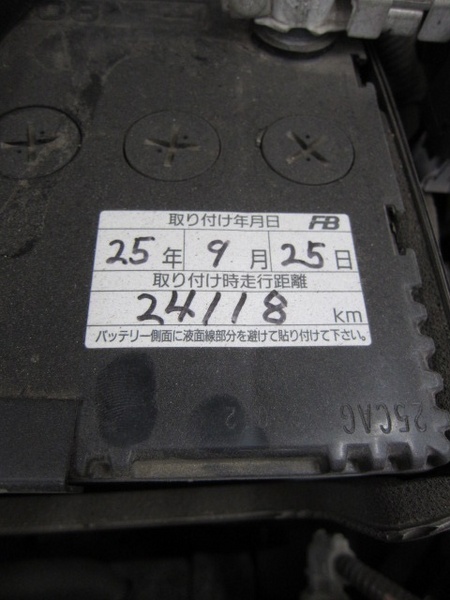 取り付け年月日 FB
25年 9月 25日
取り付け時走行距離
24118 km
バッテリー側面に液面線部分を避けて貼り付けて下さい。
25CAG
2